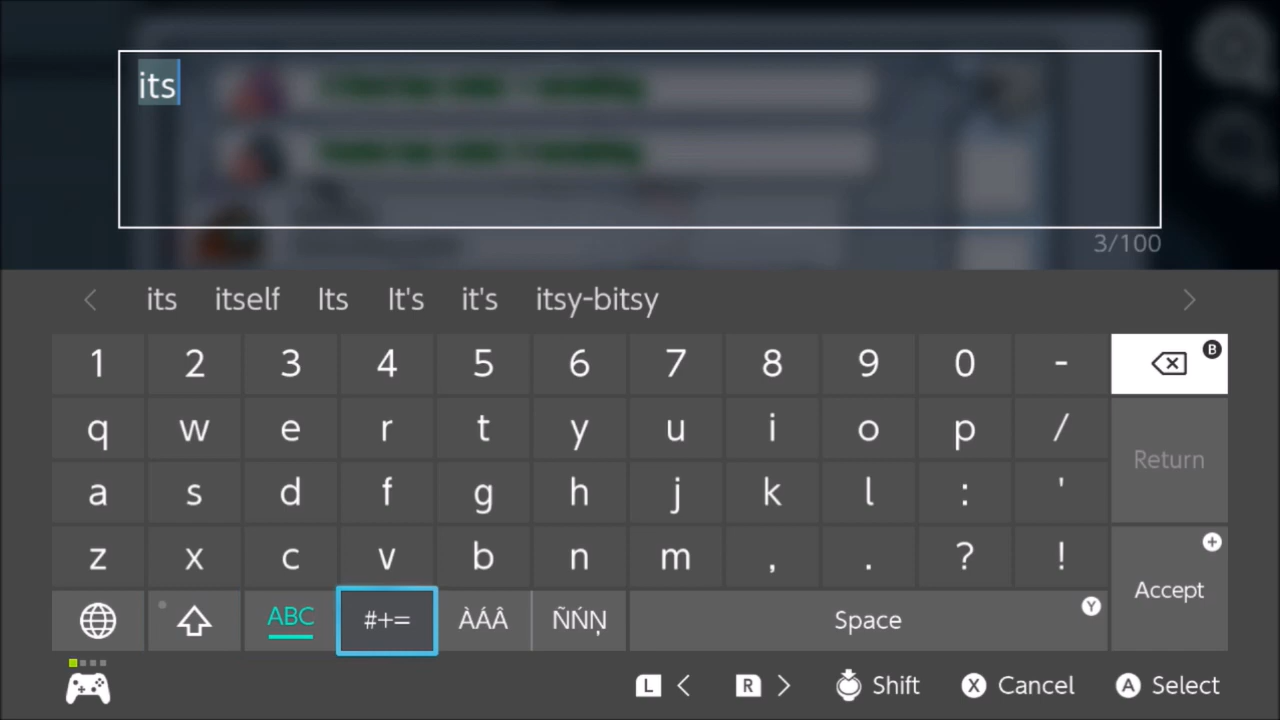 its
3/100
its itself Its It's it's itsy-bitsy
1 2 3 4 5 6 7 8 9 0 - B
q w e r t y u i o p / Return
a s d f g h j k l : '
z x c v b n m , . ? ! Accept
ABC #+= ÀÁÂ ÑŃŅ Space Y
L < R > Shift X Cancel A Select